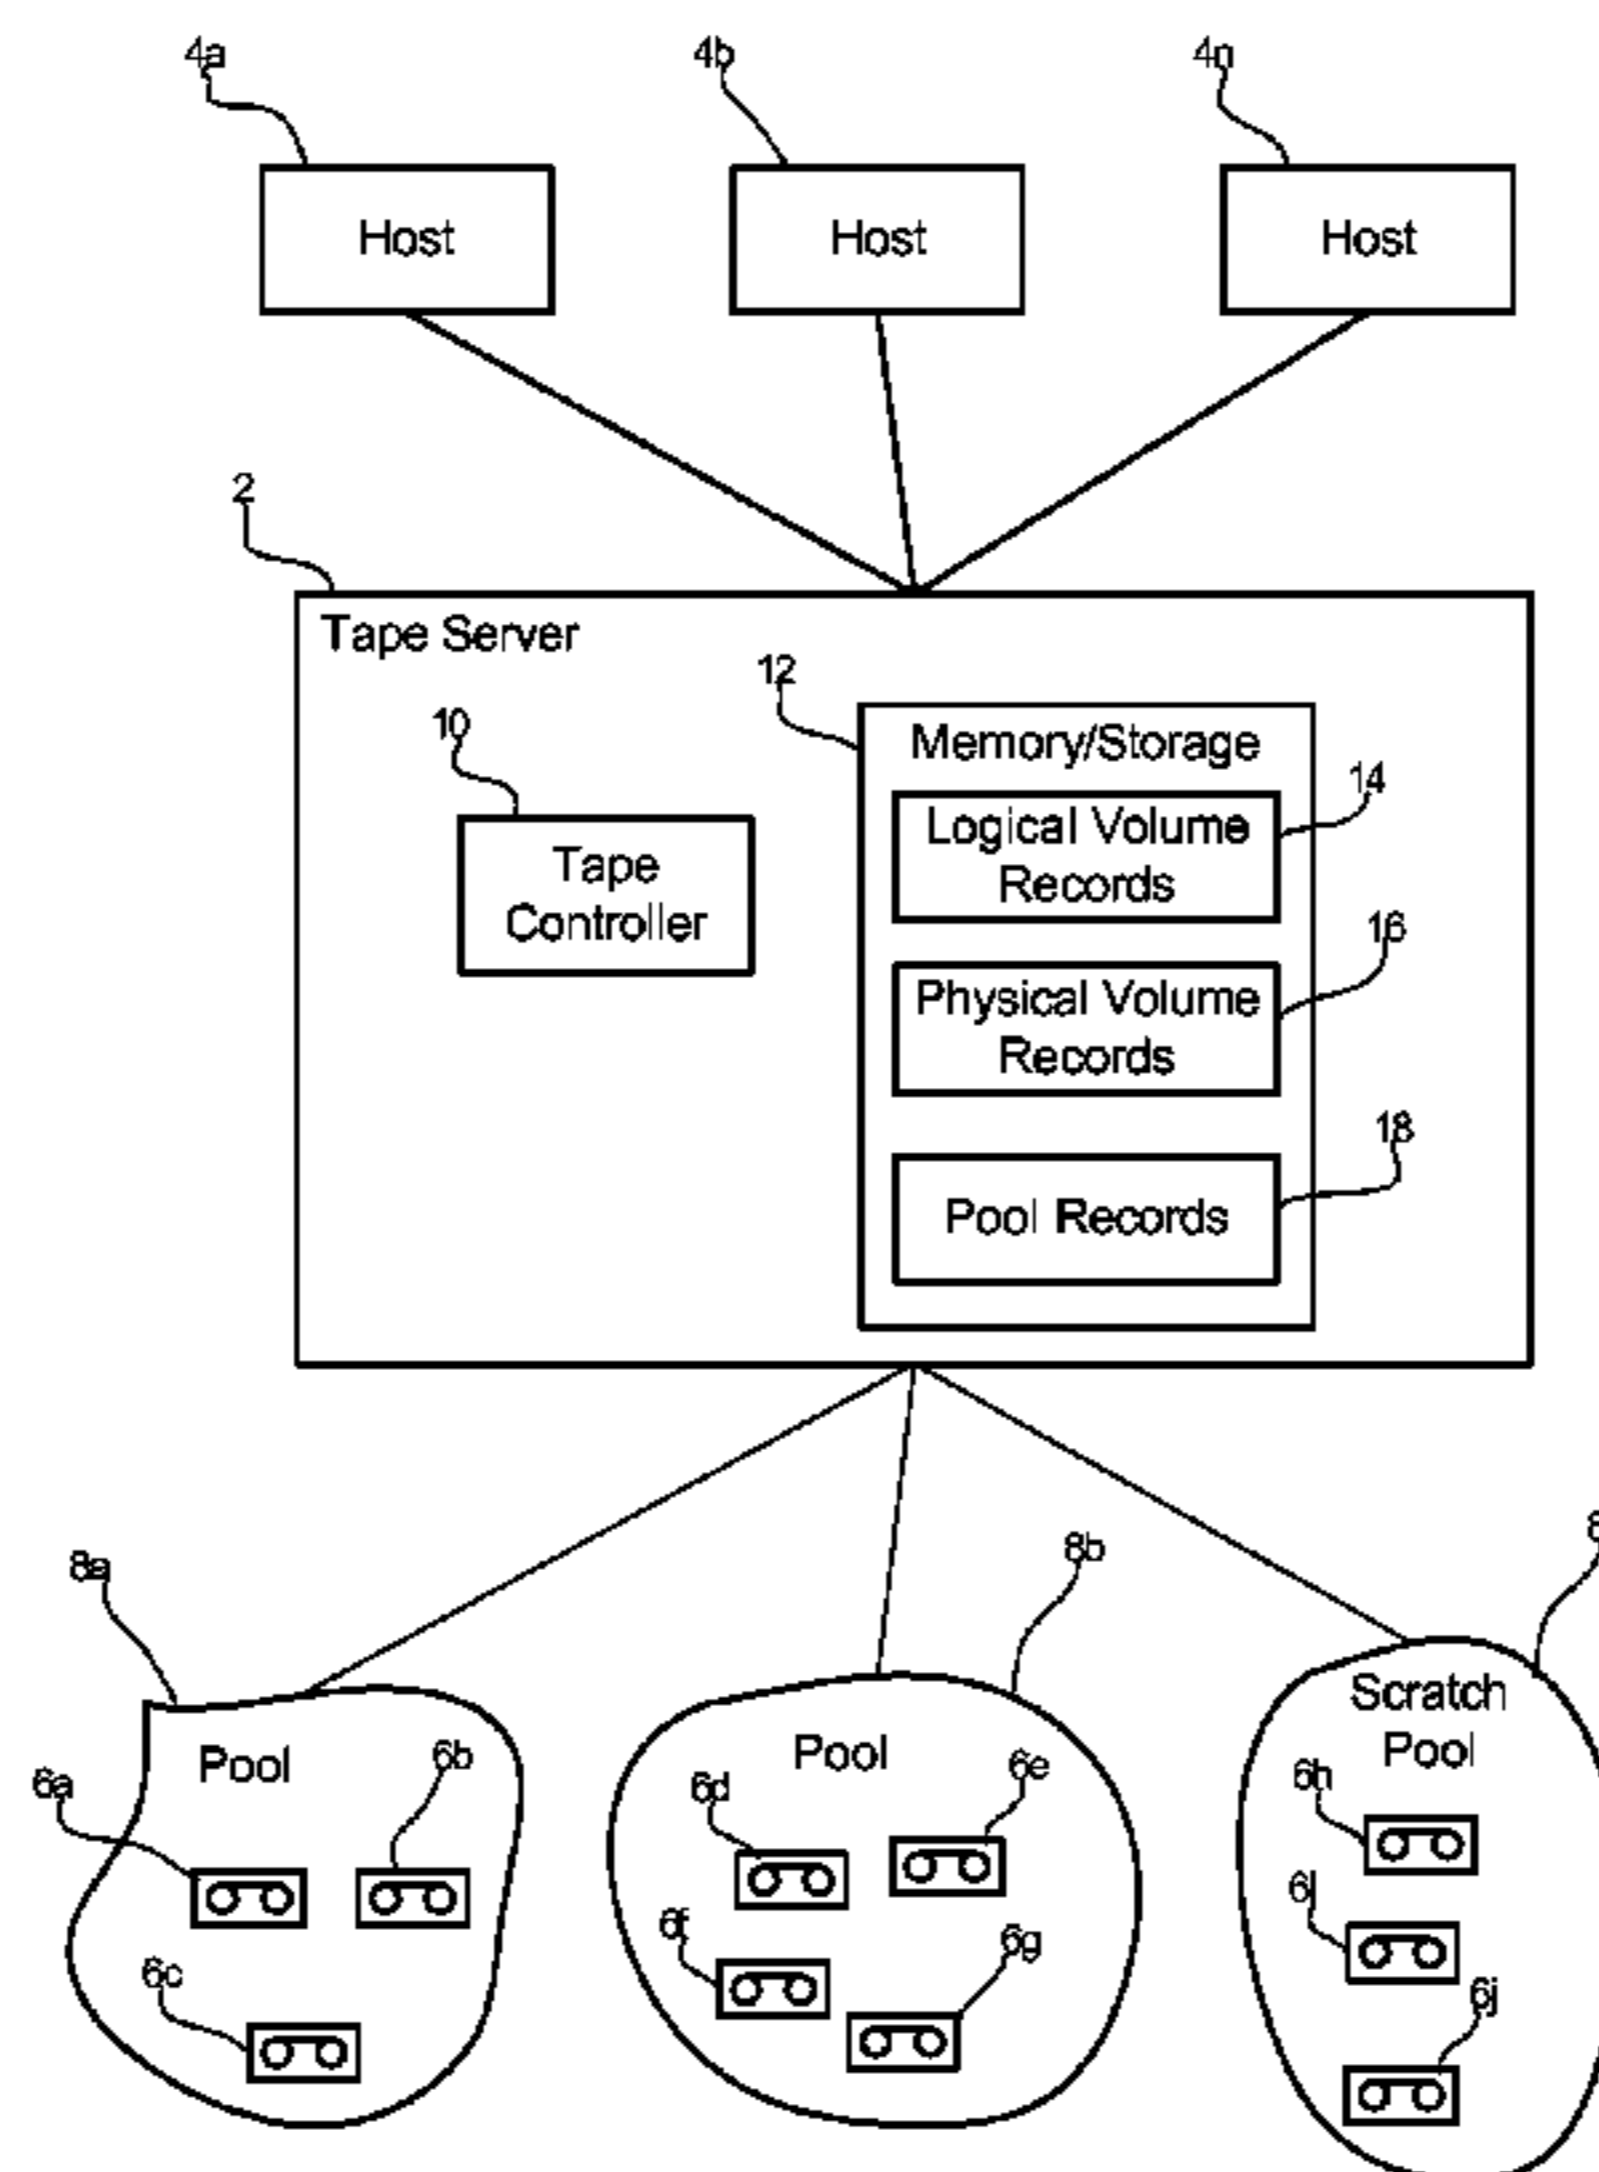 4a
4b
4n
Host
Host
Host
2
Tape Server
12
10
Memory/Storage
14
Logical Volume
Records
Tape
Controller
16
Physical Volume
Records
18
Pool Records
8a
8b
8
Scratch
Pool
Pool
Pool
6a
6b
6c
6d
6e
6f
6g
6h
6i
6j